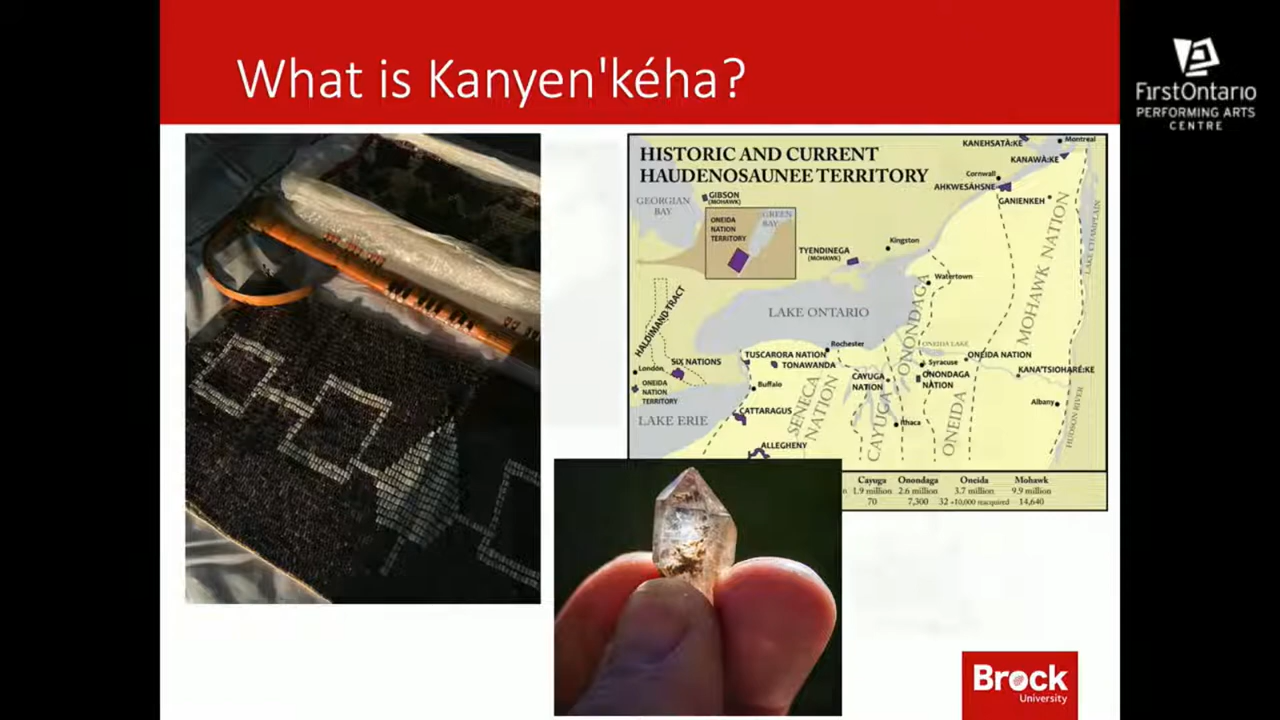 What is Kanyen'kéha?
FIRSTONTARIO
PERFORMING ARTS
CENTRE
HISTORIC AND CURRENT
HAUDENOSAUNEE TERRITORY
KANEHSATÀ:KE
Montreal
KANAWÀ:KE
Cornwall
AHKWESÁHSNE
GANIENKEH
GEORGIAN
BAY
GIBSON
(MOHAWK)
ONEIDA
NATION
TERRITORY
GREEN
BAY
TYENDINEGA
(MOHAWK)
Kingston
Watertown
MOHAWK NATION
LAKE CHAMPLAIN
HALDIMAND TRACT
LAKE ONTARIO
ONONDAGA
Rochester
ONEIDA LAKE
London
SIX NATIONS
TUSCARORA NATION
TONAWANDA
Syracuse
ONEIDA NATION
ONEIDA
NATION
TERRITORY
Buffalo
CAYUGA
NATION
ONONDAGA
NATION
KANA'TSIOHARÉ:KE
LAKE ERIE
CATTARAGUS
SENECA
NATION
CAYUGA
Ithaca
ONEIDA
Albany
HUDSON RIVER
ALLEGHENY
Cayuga Onondaga Oneida Mohawk
n 1.9 million 2.6 million 3.7 million 9.9 million
70 7,300 32 +10,000 reacquired 14,640
Brock
University